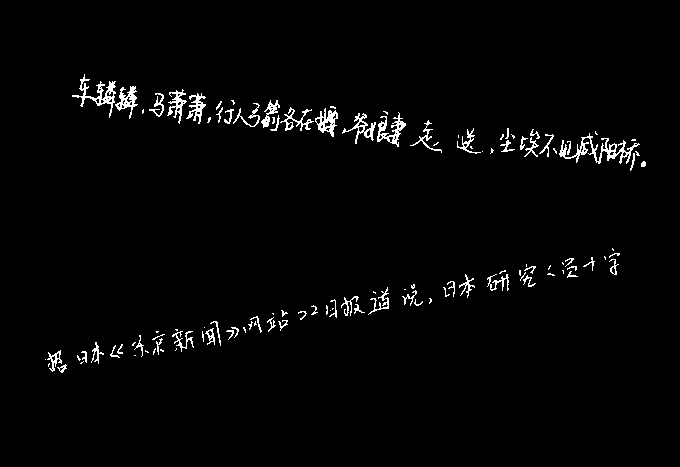 车辚辚，马萧萧，行人弓箭各在腰。爷娘妻走送，尘埃不见咸阳桥。
据日本《东京新闻》网站22日报道说，日本研究人员十字